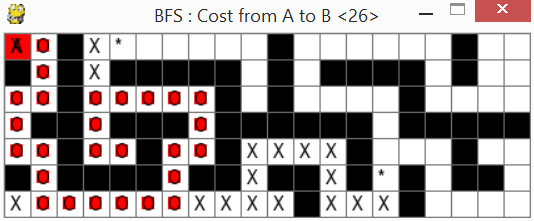 BFS : Cost from A to B <26>
X O X *
O X
O O O O O O O
O O O
O O O O O O X X X X
O O X X *
X O O O O O O X X X X X X X